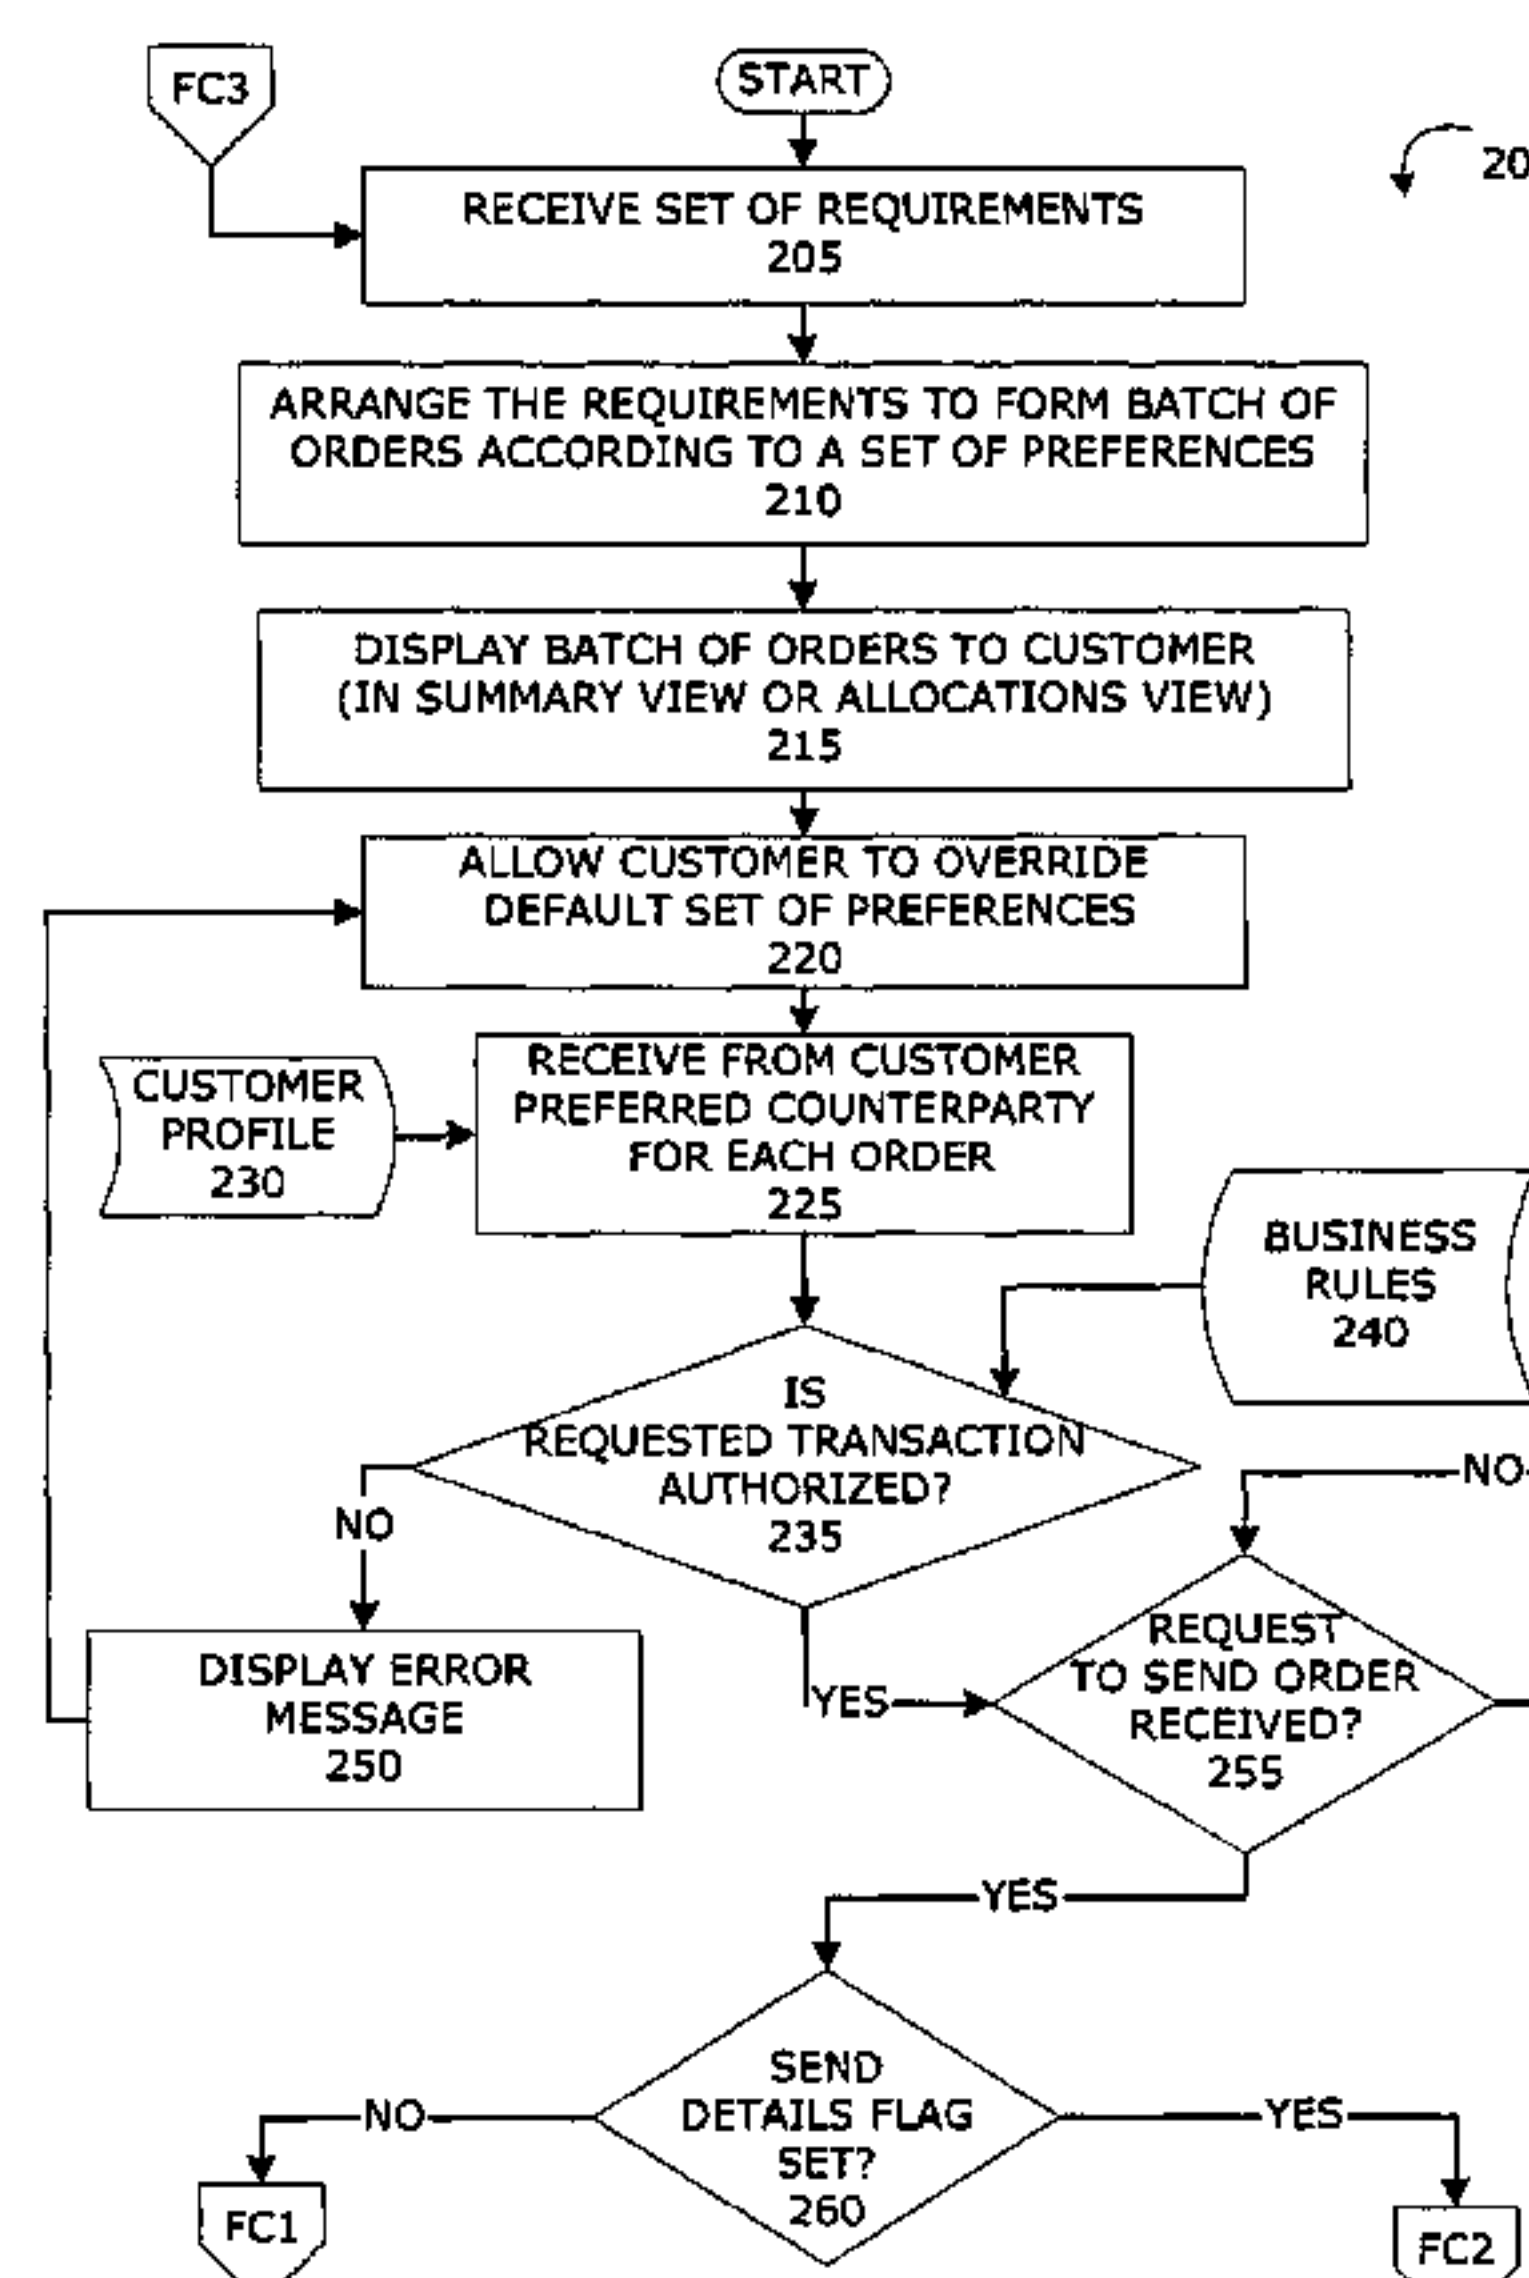 FC3
START
20
RECEIVE SET OF REQUIREMENTS
205
ARRANGE THE REQUIREMENTS TO FORM BATCH OF
ORDERS ACCORDING TO A SET OF PREFERENCES
210
DISPLAY BATCH OF ORDERS TO CUSTOMER
(IN SUMMARY VIEW OR ALLOCATIONS VIEW)
215
ALLOW CUSTOMER TO OVERRIDE
DEFAULT SET OF PREFERENCES
220
CUSTOMER
PROFILE
230
RECEIVE FROM CUSTOMER
PREFERRED COUNTERPARTY
FOR EACH ORDER
225
BUSINESS
RULES
240
IS
REQUESTED TRANSACTION
AUTHORIZED?
235
NO
NO
DISPLAY ERROR
MESSAGE
250
YES
REQUEST
TO SEND ORDER
RECEIVED?
255
YES
SEND
DETAILS FLAG
SET?
260
NO
YES
FC1
FC2